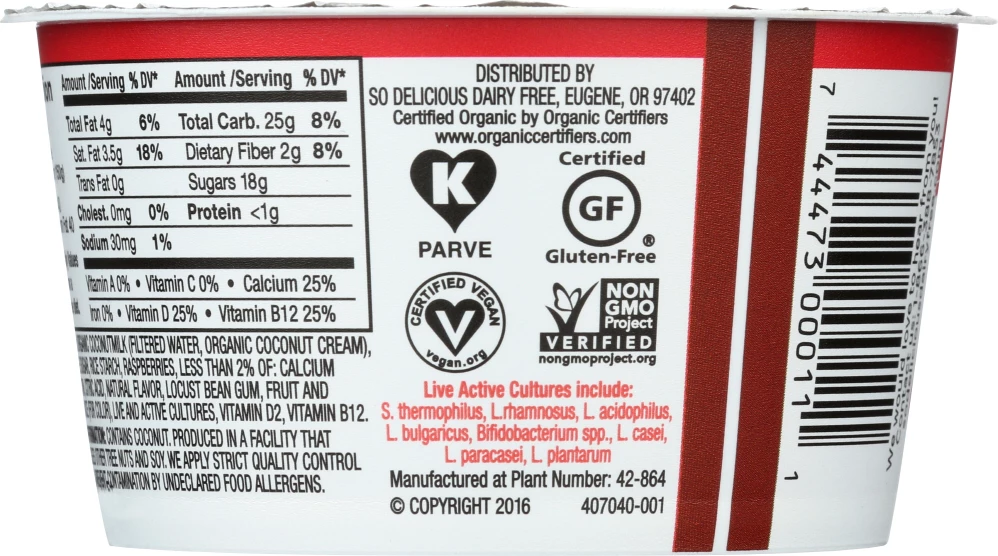 Amount /Serving % DV* Amount /Serving % DV*
Total Fat 4g 6% Total Carb. 25g 8%
Sat. Fat 3.5g 18% Dietary Fiber 2g 8%
Trans Fat 0g Sugars 18g
Cholest. 0mg 0% Protein <1g
Sodium 30mg 1%
Vitamin A 0% • Vitamin C 0% • Calcium 25%
Iron 0% • Vitamin D 25% • Vitamin B12 25%
COCONUTMILK (FILTERED WATER, ORGANIC COCONUT CREAM),
RICE STARCH, RASPBERRIES, LESS THAN 2% OF: CALCIUM
NATURAL FLAVOR, LOCUST BEAN GUM, FRUIT AND
LIVE AND ACTIVE CULTURES, VITAMIN D2, VITAMIN B12.
CONTAINS COCONUT. PRODUCED IN A FACILITY THAT
TREE NUTS AND SOY. WE APPLY STRICT QUALITY CONTROL
CONTAMINATION BY UNDECLARED FOOD ALLERGENS.
DISTRIBUTED BY
SO DELICIOUS DAIRY FREE, EUGENE, OR 97402
Certified Organic by Organic Certifiers
www.organiccertifiers.com
K
PARVE
Certified
GF
®
Gluten-Free
CERTIFIED VEGAN
V
vegan.org
NON
GMO
Project
VERIFIED
nongmoproject.org
Live Active Cultures include:
S. thermophilus, L.rhamnosus, L. acidophilus,
L. bulgaricus, Bifidobacterium spp., L. casei,
L. paracasei, L. plantarum
Manufactured at Plant Number: 42-864
© COPYRIGHT 2016 407040-001
7 44473 00011 1